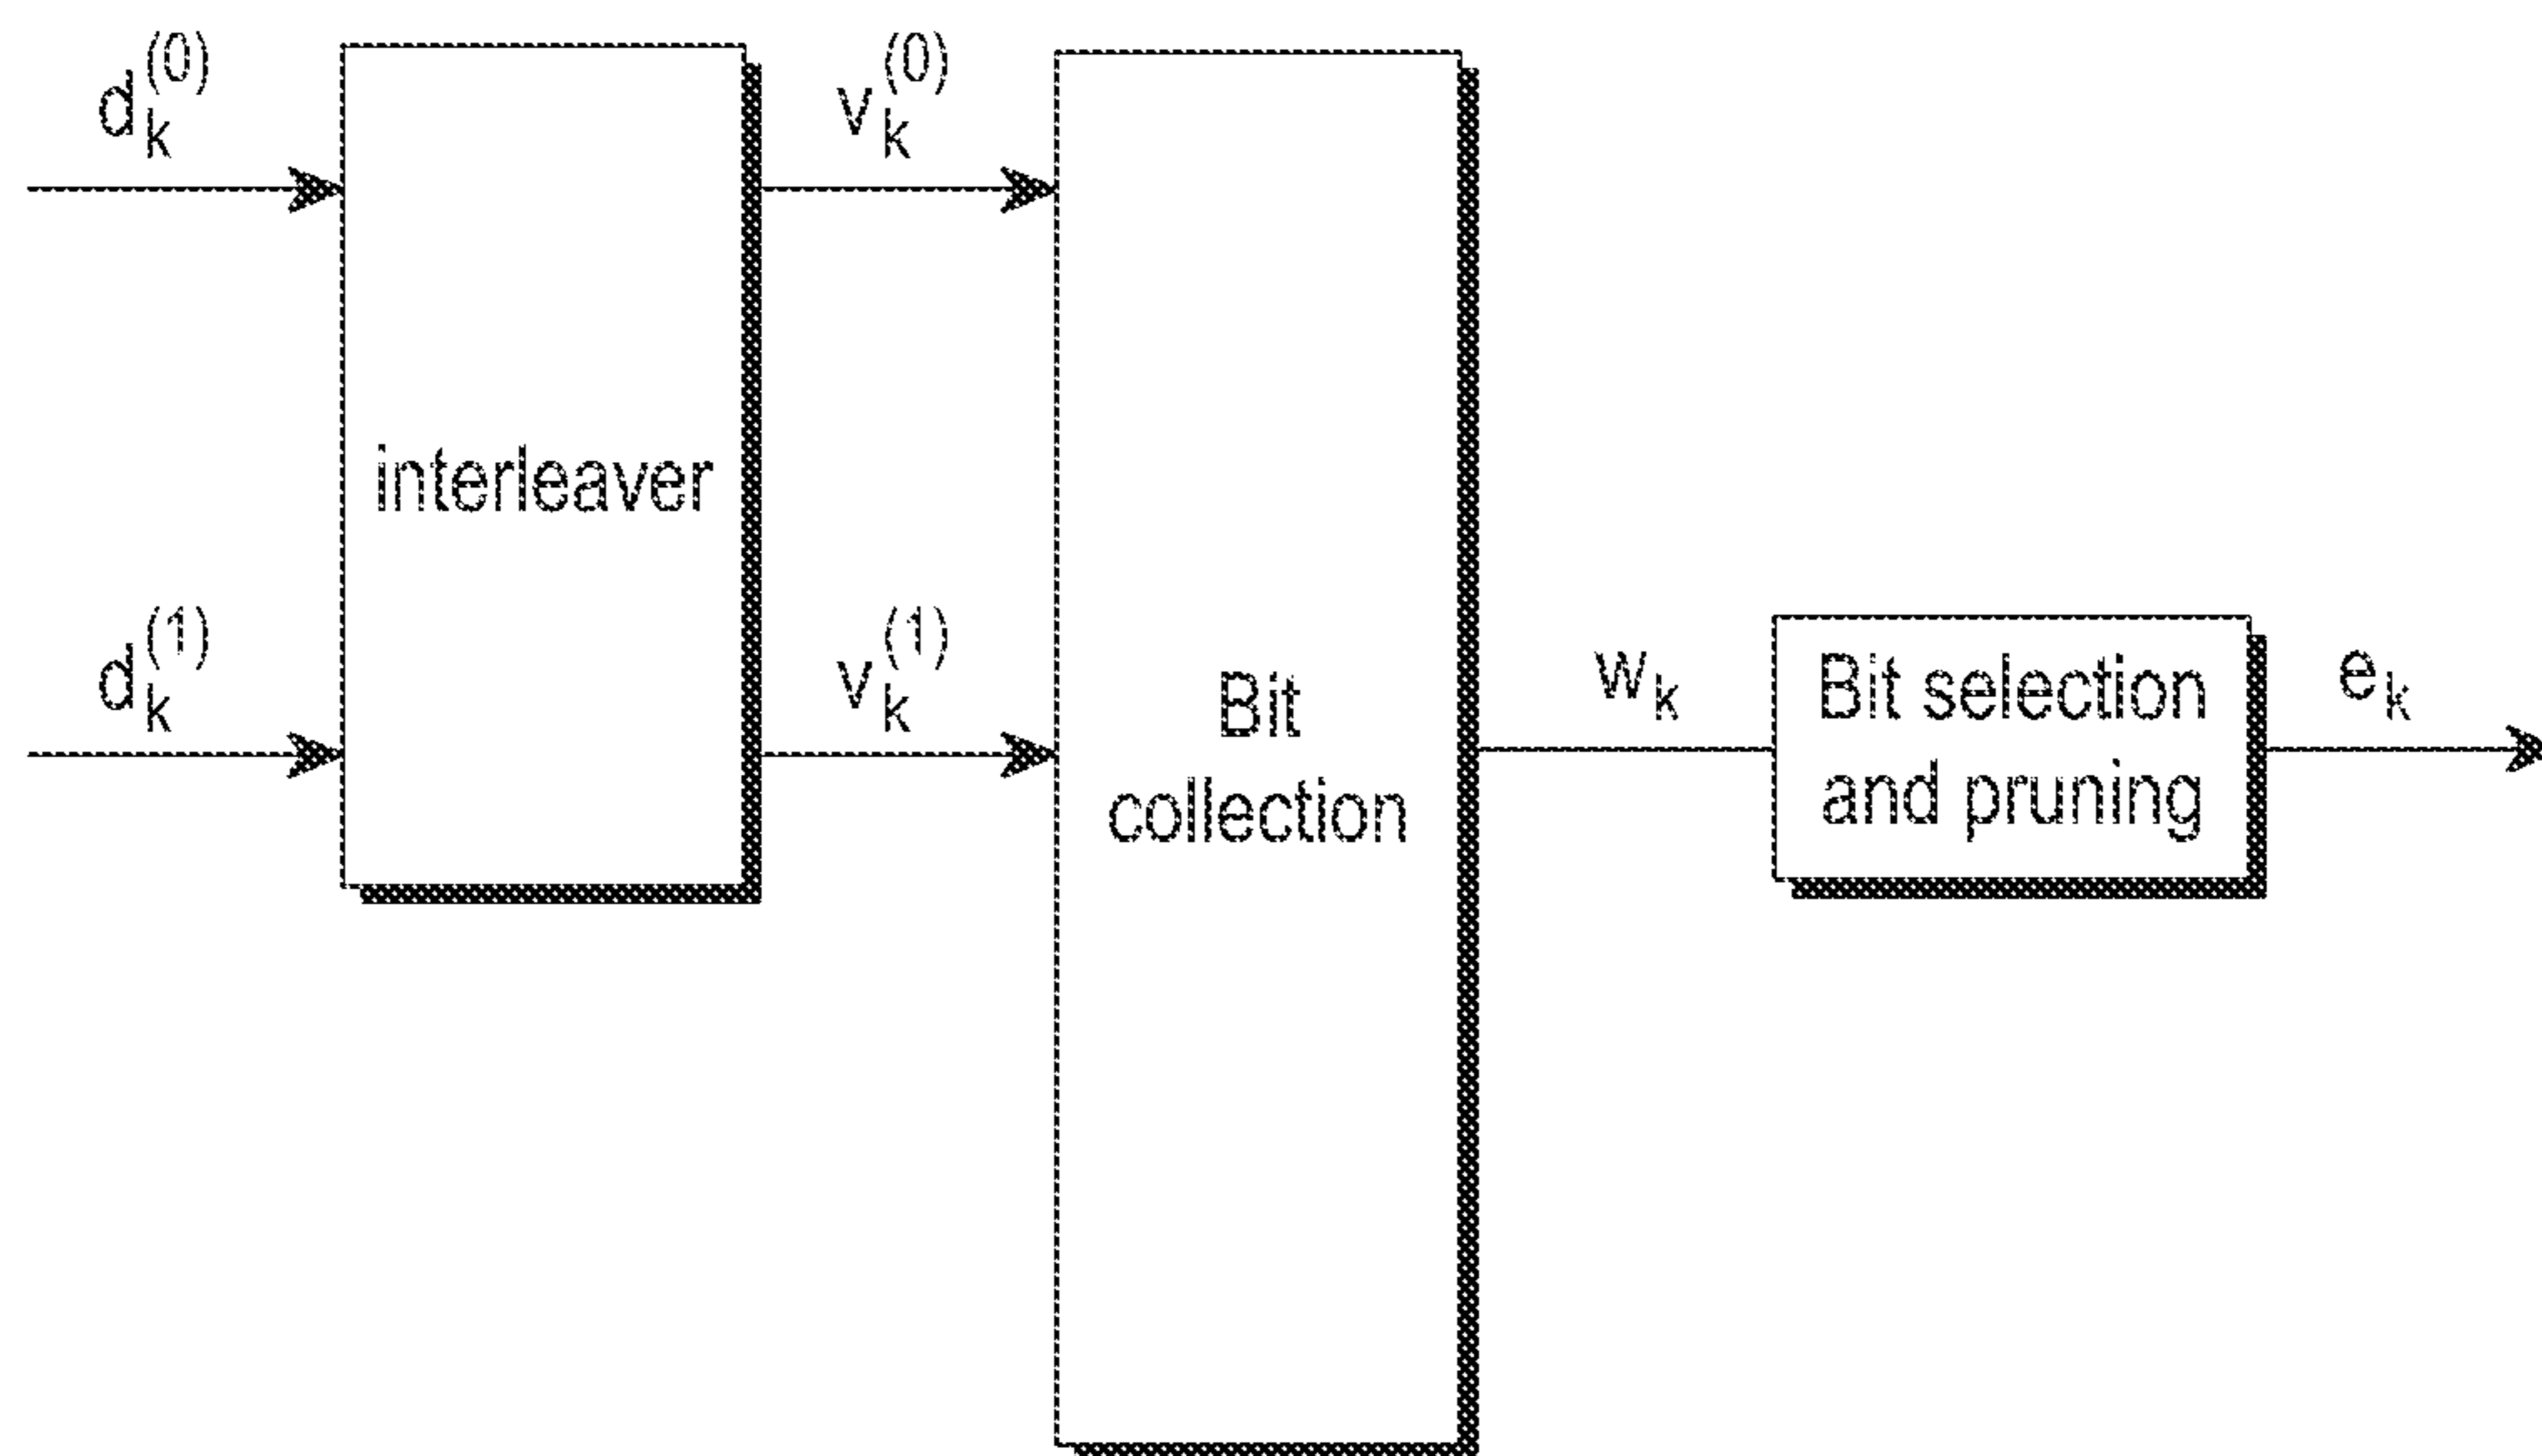 d_k^(0)
v_k^(0)
interleaver
d_k^(1)
v_k^(1)
Bit
collection
w_k
Bit selection
and pruning
e_k